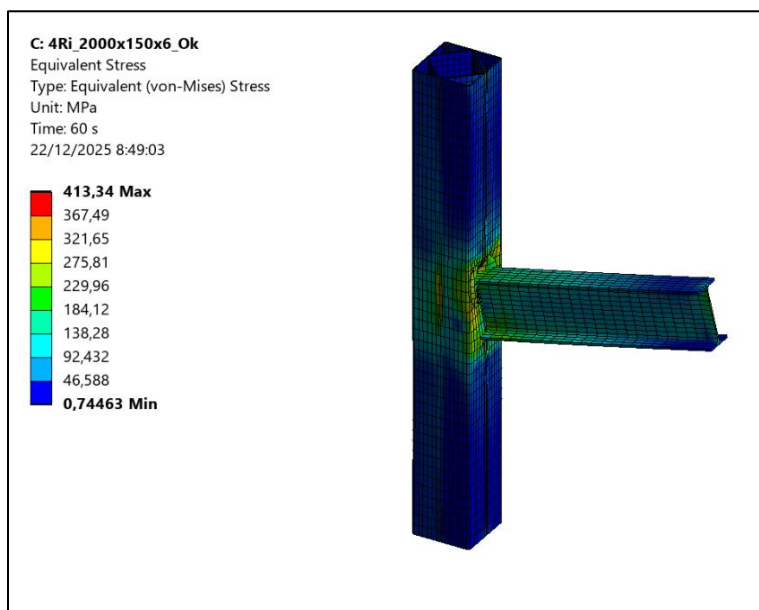 C: 4Ri_2000x150x6_Ok
Equivalent Stress
Type: Equivalent (von-Mises) Stress
Unit: MPa
Time: 60 s
22/12/2025 8:49:03
413,34 Max
367,49
321,65
275,81
229,96
184,12
138,28
92,432
46,588
0,74463 Min